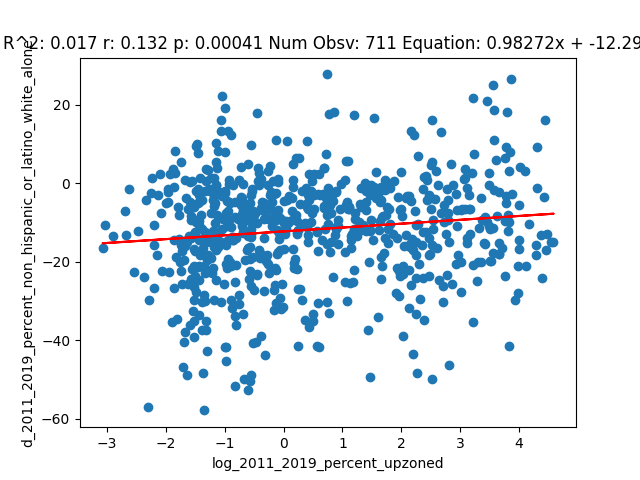 R^2: 0.017 r: 0.132 p: 0.00041 Num Obsv: 711 Equation: 0.98272x + -12.29
d_2011_2019_percent_non_hispanic_or_latino_white_alone
20
0
−20
−40
−60
−3 −2 −1 0 1 2 3 4
log_2011_2019_percent_upzoned